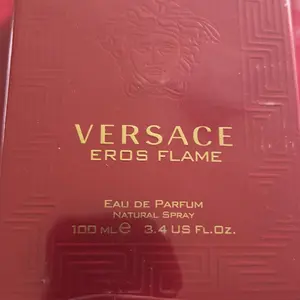 VERSACE
EROS FLAME
EAU DE PARFUM
NATURAL SPRAY
100 ML℮ 3.4 US FL.OZ.